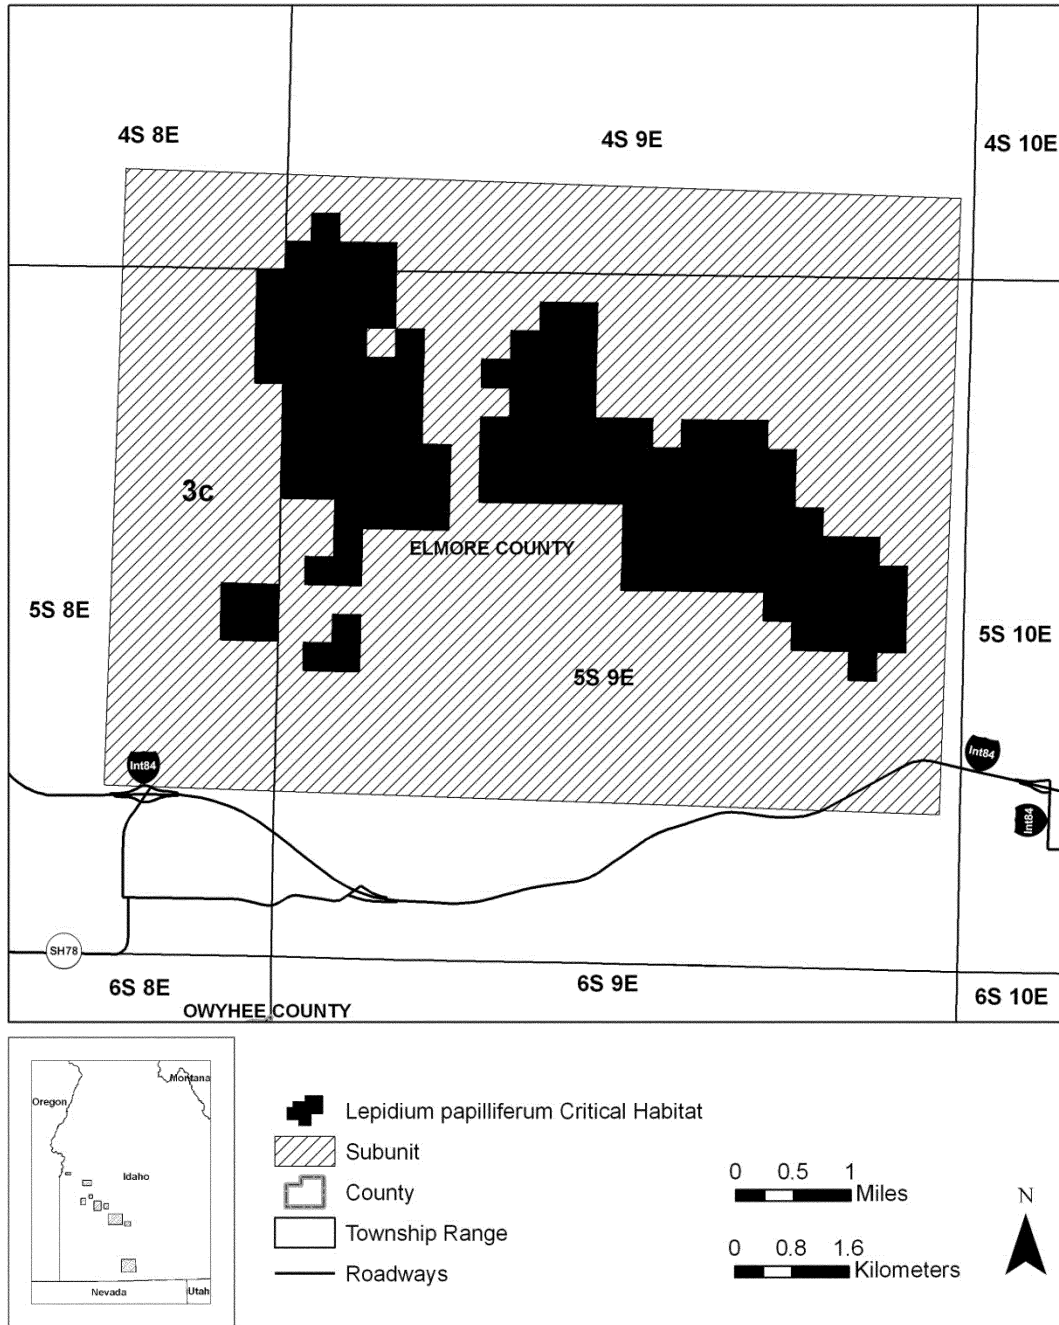 4S 8E
4S 9E
4S 10E
3c
ELMORE COUNTY
5S 8E
5S 10E
5S 9E
Int84
Int84
Int84
SH78
6S 8E
6S 9E
6S 10E
OWYHEE COUNTY
Oregon
Montana
Idaho
Nevada
Utah
Lepidium papilliferum Critical Habitat
Subunit
County
Township Range
Roadways
0 0.5 1
Miles
0 0.8 1.6
Kilometers
N